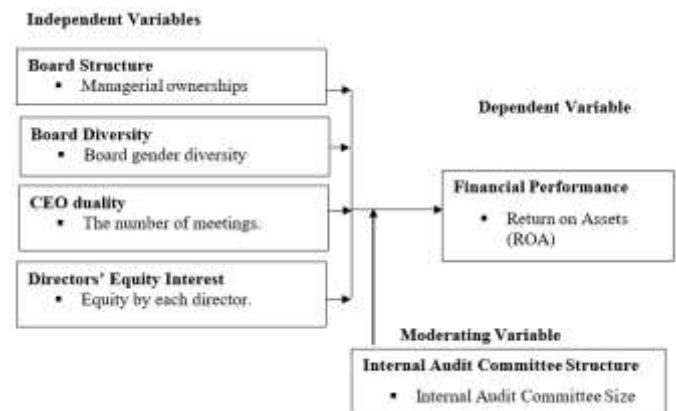 Independent Variables
Board Structure
▪ Managerial ownerships
Board Diversity
▪ Board gender diversity
CEO duality
▪ The number of meetings.
Directors' Equity Interest
▪ Equity by each director.
Dependent Variable
Financial Performance
▪ Return on Assets
(ROA)
Moderating Variable
Internal Audit Committee Structure
▪ Internal Audit Committee Size